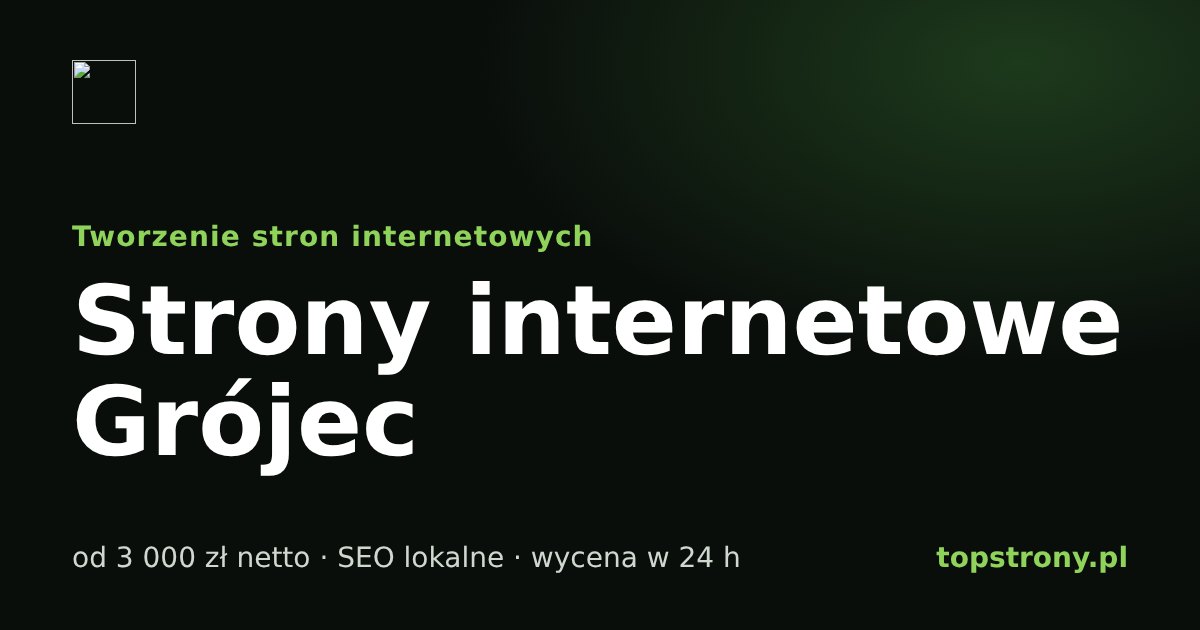 Tworzenie stron internetowych
Strony internetowe
Grójec
od 3 000 zł netto · SEO lokalne · wycena w 24 h
topstrony.pl